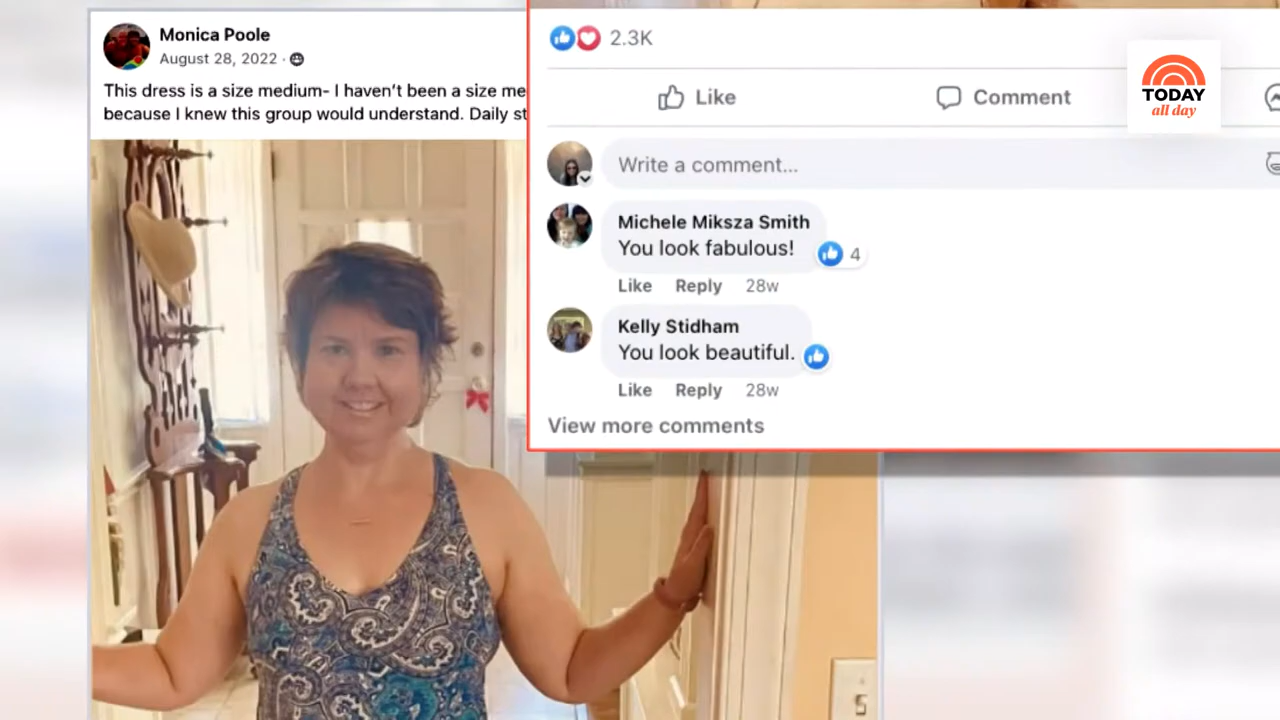 Monica Poole
August 28, 2022 ·
This dress is a size medium- I haven't been a size me
because I knew this group would understand. Daily st
2.3K
Like
Comment
Write a comment...
Michele Miksza Smith
You look fabulous!
4
Like Reply 28w
Kelly Stidham
You look beautiful.
Like Reply 28w
View more comments
TODAY
all day